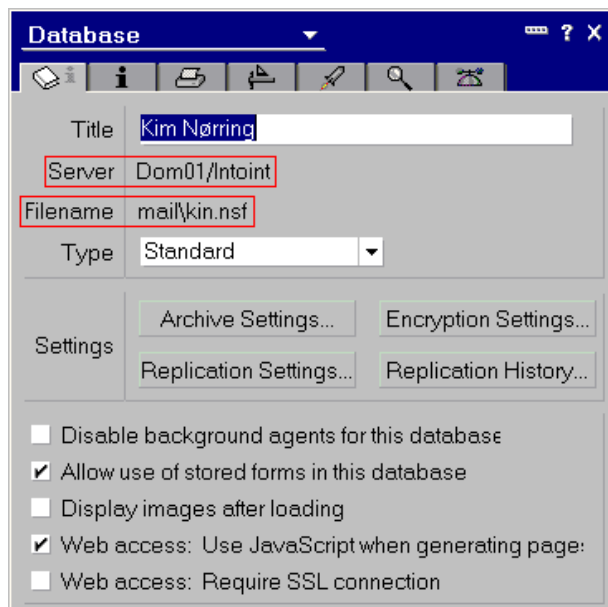 Database
?
X
i i
Title Kim Nørring
Server Dom01/Intoint
Filename mail\kin.nsf
Type Standard
Settings
Archive Settings... Encryption Settings...
Replication Settings... Replication History...
Disable background agents for this database
Allow use of stored forms in this database
Display images after loading
Web access: Use JavaScript when generating page:
Web access: Require SSL connection